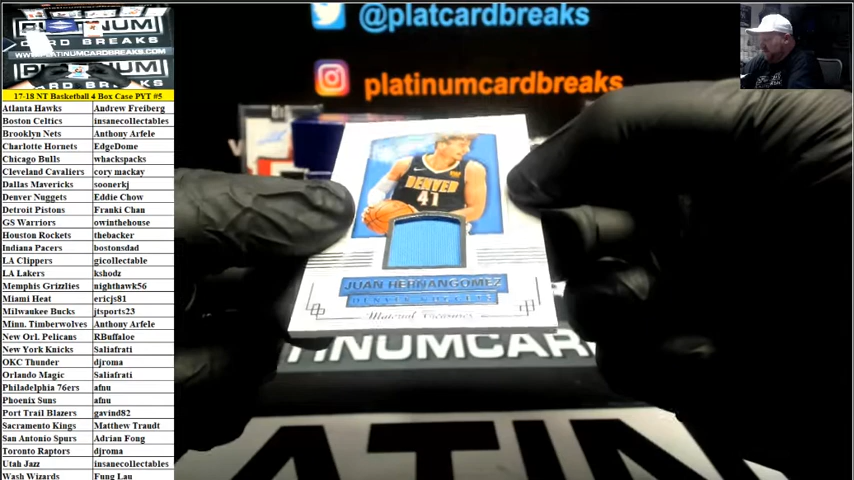 PLATINUM
CARD BREAKS
WWW.PLATINUMCARDBREAKS.COM
PLATINUM
CARD BREAKS
17-18 NT Basketball 4 Box Case PYT #5
Atlanta Hawks Andrew Freiberg
Boston Celtics insanecollectables
Brooklyn Nets Anthony Arfele
Charlotte Hornets EdgeDome
Chicago Bulls whackspacks
Cleveland Cavaliers cory mackay
Dallas Mavericks soonerkj
Denver Nuggets Eddie Chow
Detroit Pistons Franki Chan
GS Warriors owinthehouse
Houston Rockets thebacker
Indiana Pacers bostonsdad
LA Clippers gicollectable
LA Lakers kshodz
Memphis Grizzlies nighthawk56
Miami Heat ericjs81
Milwaukee Bucks jtsports23
Minn. Timberwolves Anthony Arfele
New Orl. Pelicans RBuffaloe
New York Knicks Saliafrati
OKC Thunder djroma
Orlando Magic Saliafrati
Philadelphia 76ers afnu
Phoenix Suns afnu
Port Trail Blazers gavind82
Sacramento Kings Matthew Traudt
San Antonio Spurs Adrian Fong
Toronto Raptors djroma
Utah Jazz insanecollectables
Wash Wizards Fung Lau
@platcardbreaks
platinumcardbreaks
DENVER
41
JUAN HERNANGOMEZ
DENVER NUGGETS
Material Treasures
TINUMCAR
ATIN